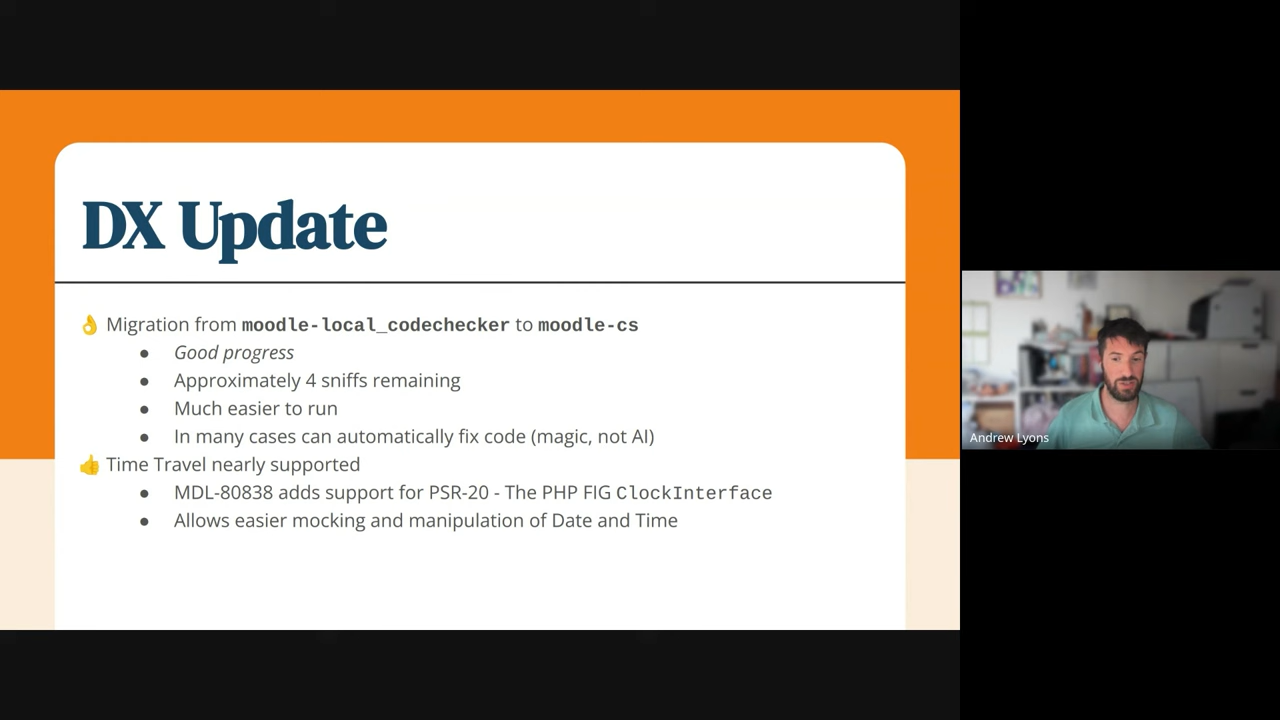 DX Update
👌 Migration from moodle-local_codechecker to moodle-cs
● Good progress
● Approximately 4 sniffs remaining
● Much easier to run
● In many cases can automatically fix code (magic, not AI)
👍 Time Travel nearly supported
● MDL-80838 adds support for PSR-20 - The PHP FIG ClockInterface
● Allows easier mocking and manipulation of Date and Time
Andrew Lyons